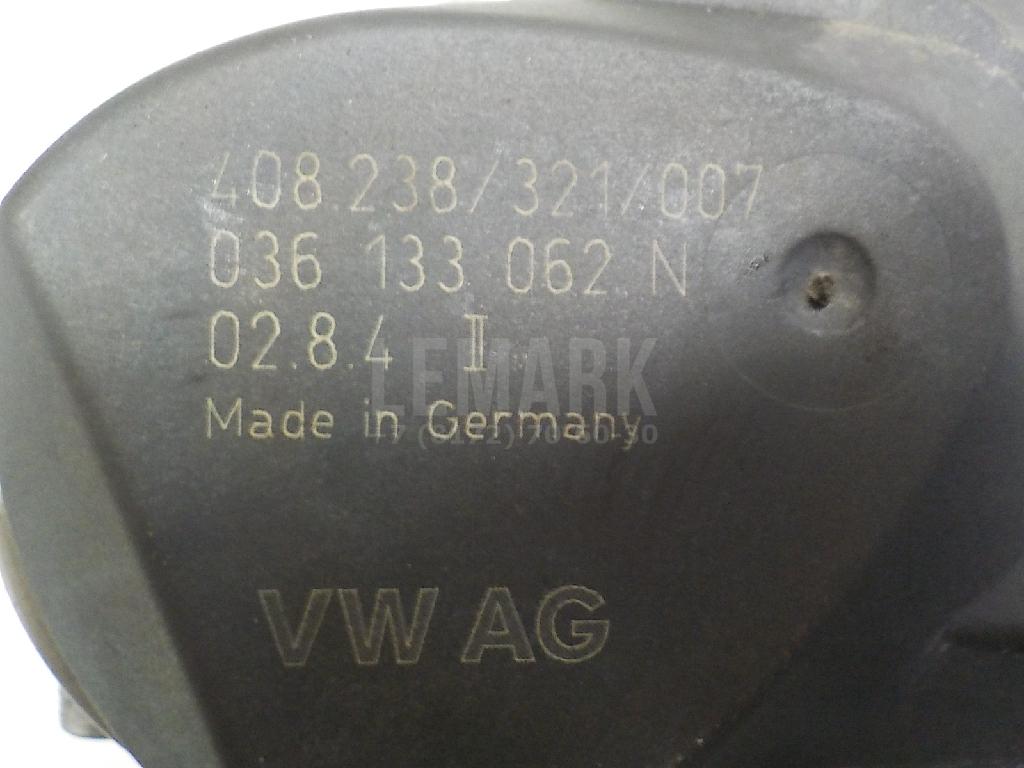 408.238/321/007
036 133 062 N
02.8.4 II
LEMARK
Made in Germany
VW AG